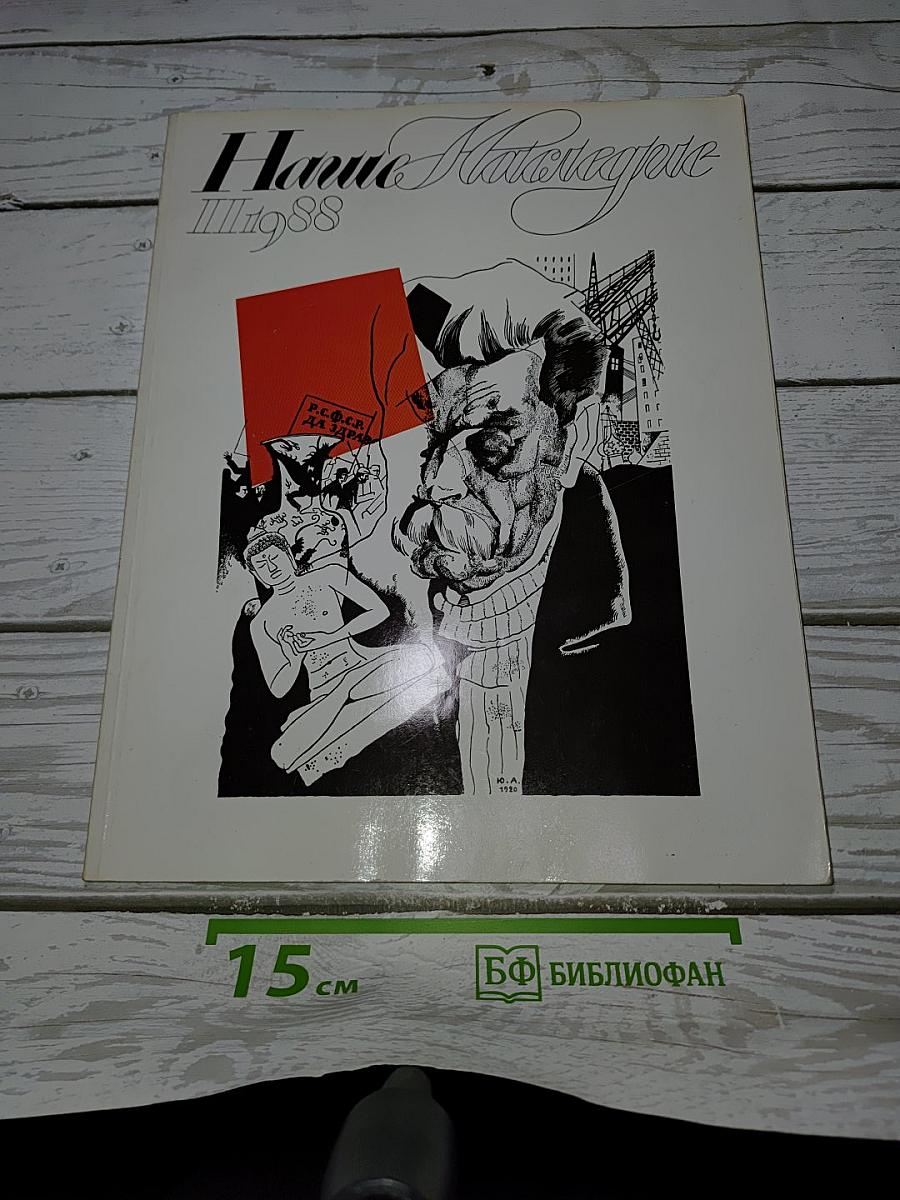 Наше Наследие
III 1988
Р.С.Ф.С.Р.
ДА ЗДРАВ
Ю.А.
1920
15 см
БФ БИБЛИОФАН